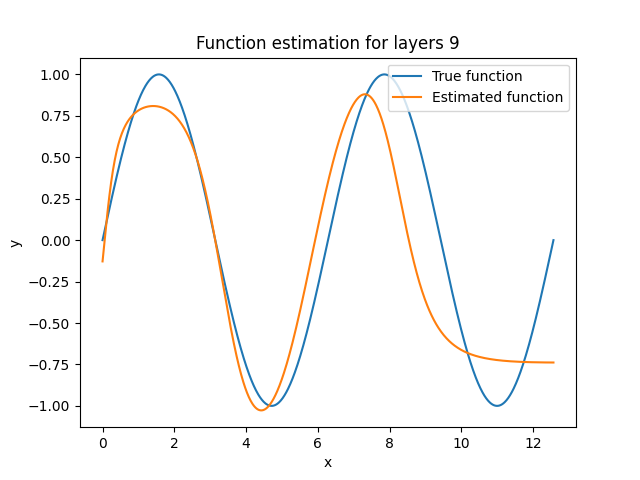 Function estimation for layers 9
True function
Estimated function
1.00
0.75
0.50
0.25
0.00
−0.25
−0.50
−0.75
−1.00
y
0 2 4 6 8 10 12
x